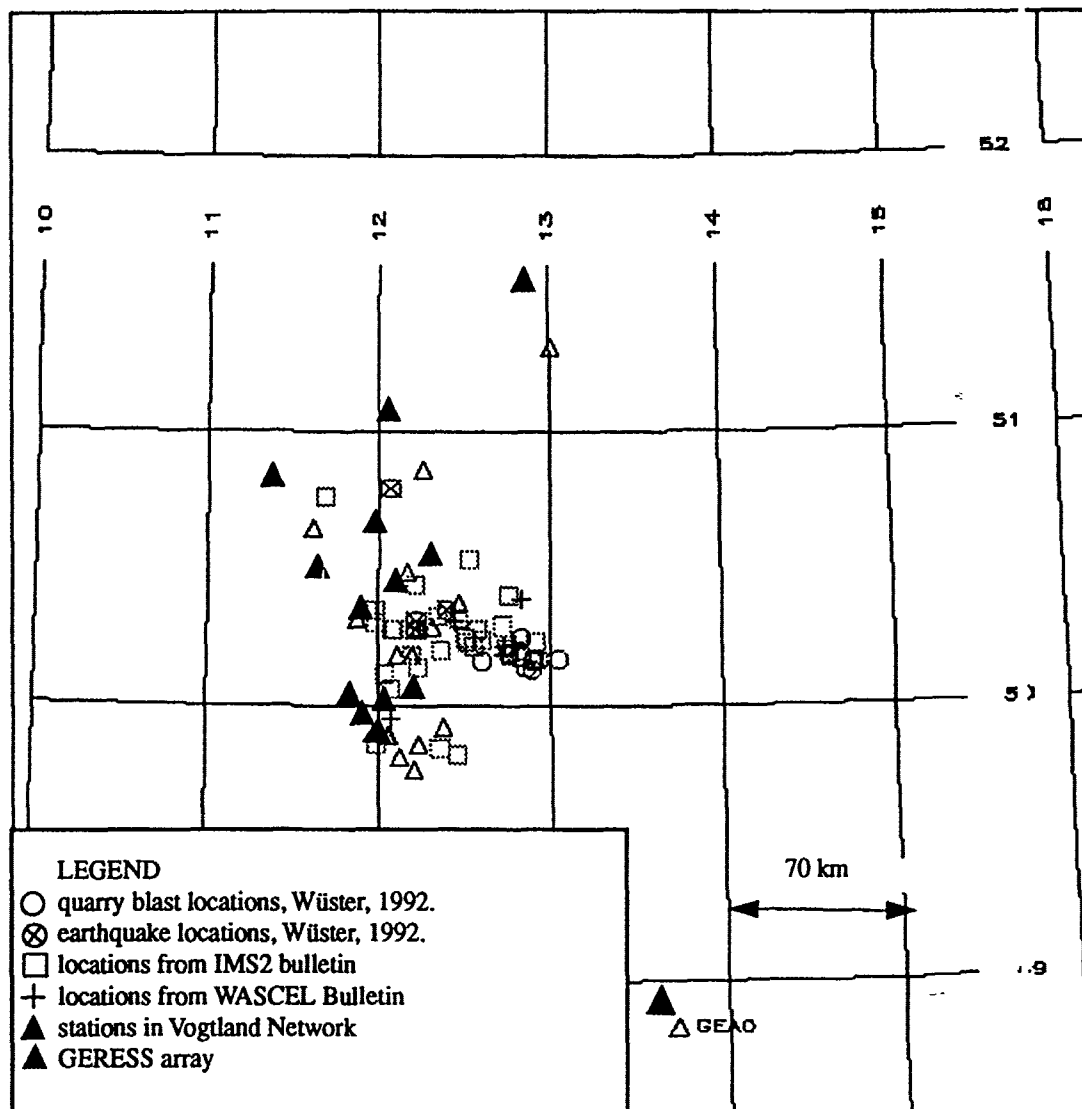 52
10
11
12
13
14
15
16
51
70 km
LEGEND
quarry blast locations, Wüster, 1992.
earthquake locations, Wüster, 1992.
locations from IMS2 bulletin
locations from WASCEL Bulletin
stations in Vogtland Network
GERESS array
GEAO